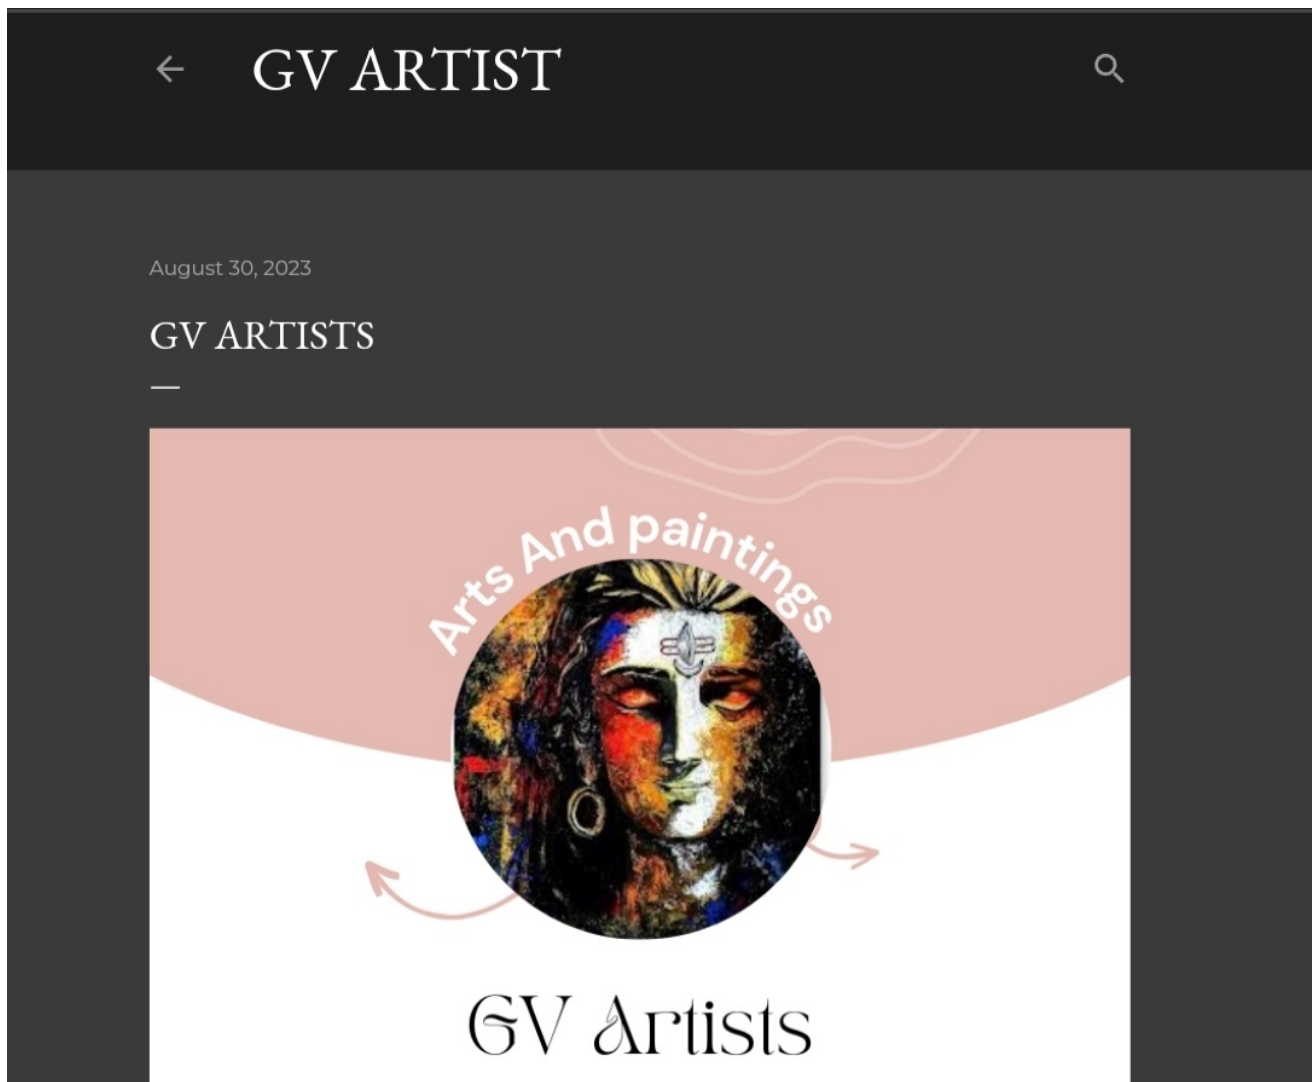 GV ARTIST
August 30, 2023
GV ARTISTS
Arts And paintings
GV Artists